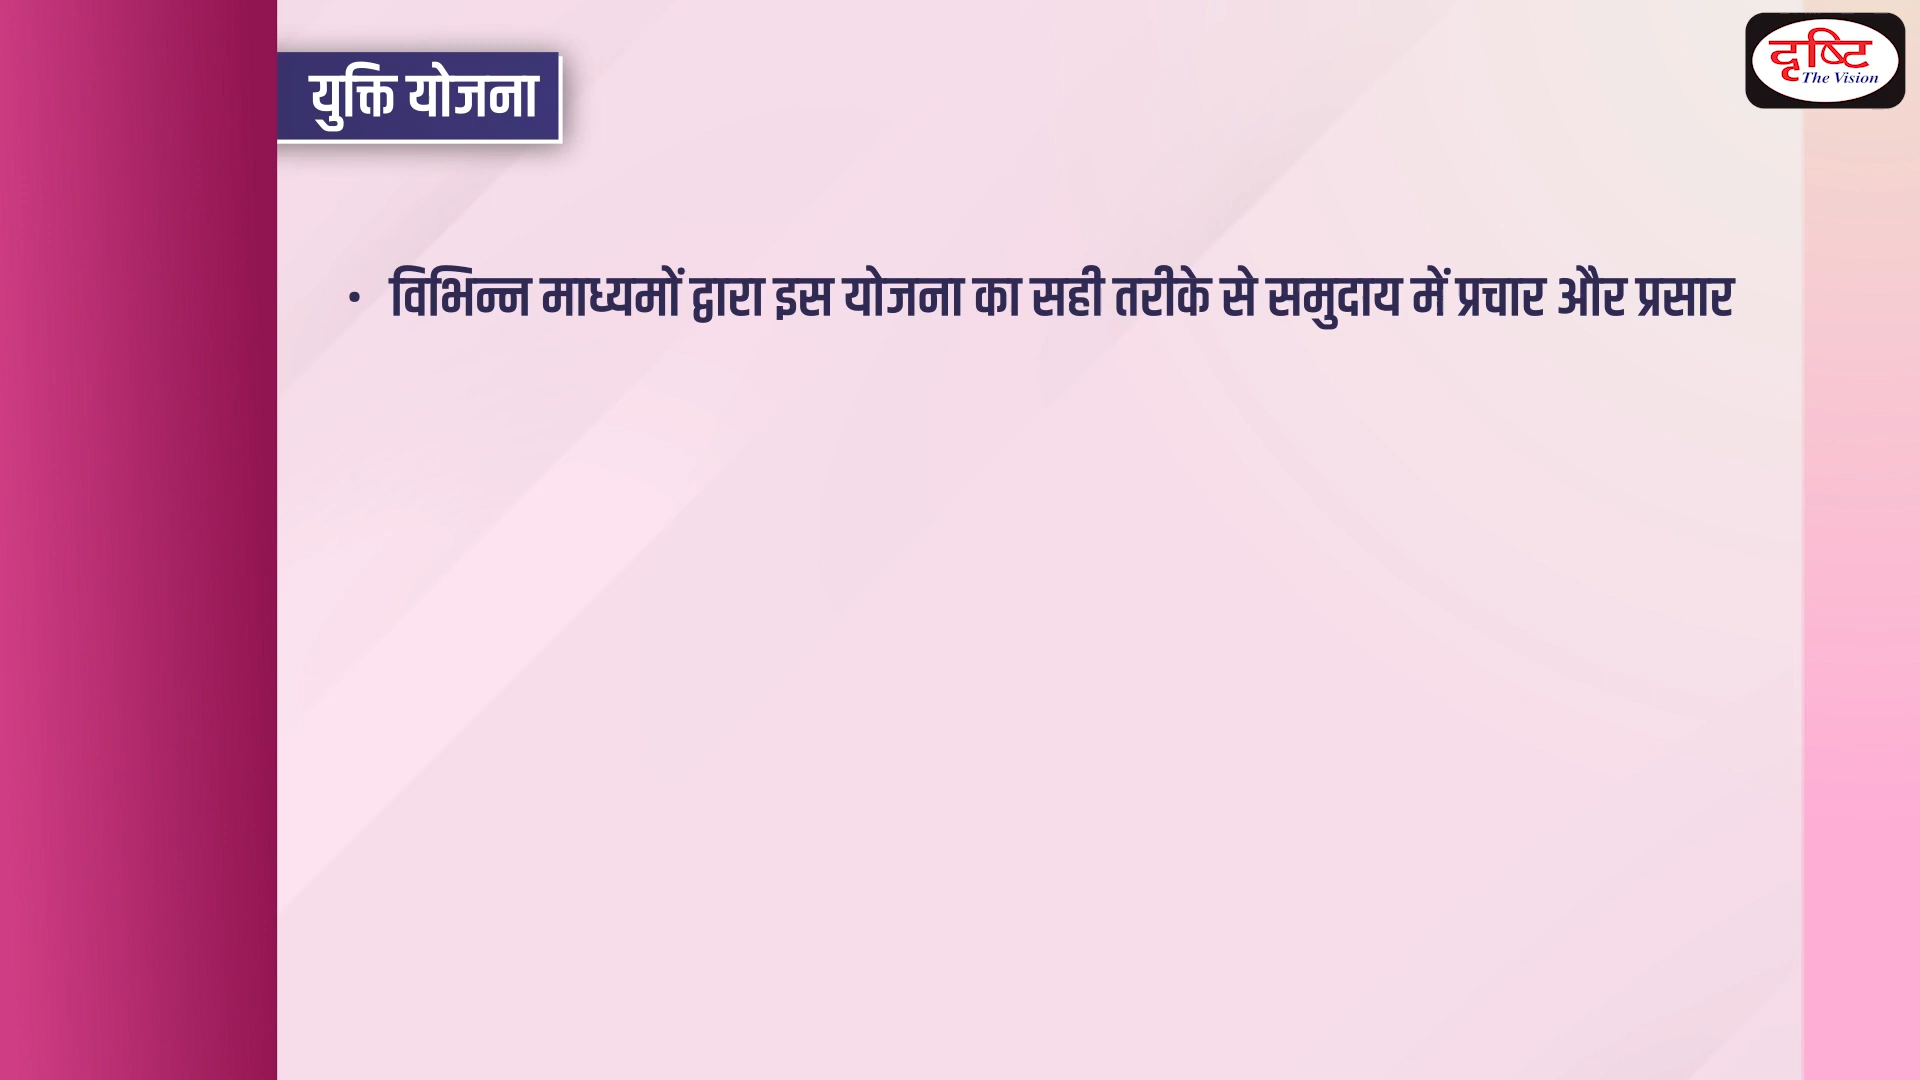 युक्ति योजना
दृष्टि
The Vision
• विभिन्न माध्यमों द्वारा इस योजना का सही तरीके से समुदाय में प्रचार और प्रसार